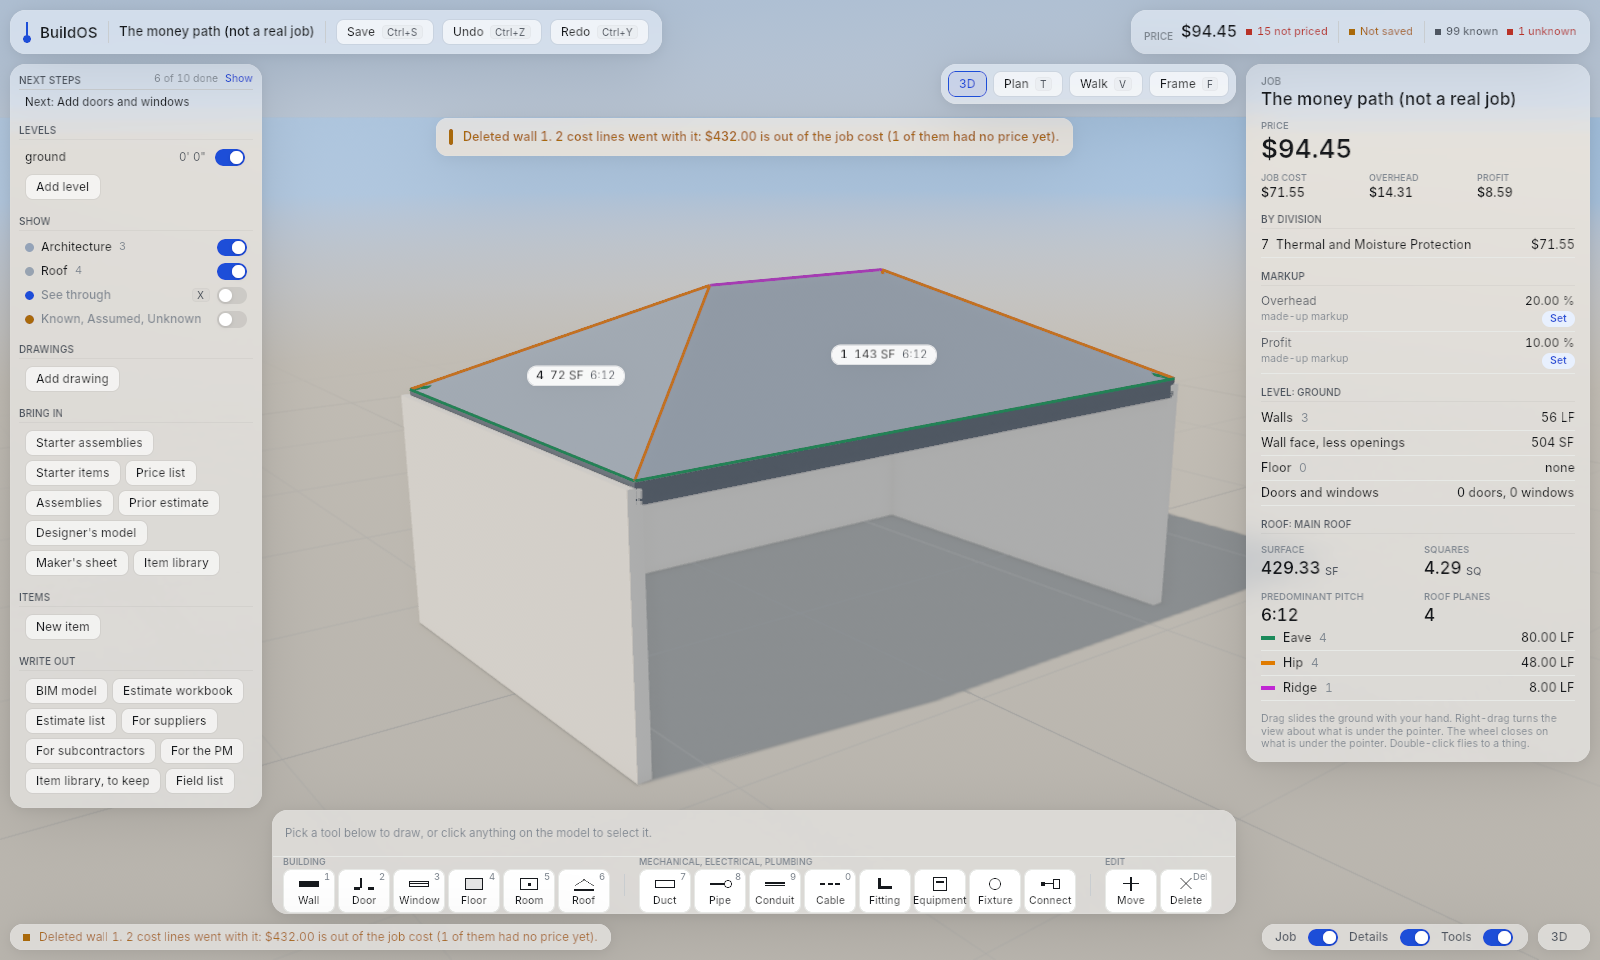 BuildOS
The money path (not a real job)
Save Ctrl+S
Undo Ctrl+Z
Redo Ctrl+Y
PRICE $94.45
15 not priced
Not saved
99 known
1 unknown
NEXT STEPS 6 of 10 done Show
Next: Add doors and windows
LEVELS
ground 0' 0"
Add level
SHOW
Architecture 3
Roof 4
See through X
Known, Assumed, Unknown
DRAWINGS
Add drawing
BRING IN
Starter assemblies
Starter items Price list
Assemblies Prior estimate
Designer's model
Maker's sheet Item library
ITEMS
New item
WRITE OUT
BIM model Estimate workbook
Estimate list For suppliers
For subcontractors For the PM
Item library, to keep Field list
3D
Plan T
Walk V
Frame F
Deleted wall 1. 2 cost lines went with it: $432.00 is out of the job cost (1 of them had no price yet).
1 143 SF 6:12
4 72 SF 6:12
JOB
The money path (not a real job)
PRICE
$94.45
JOB COST OVERHEAD PROFIT
$71.55 $14.31 $8.59
BY DIVISION
7 Thermal and Moisture Protection $71.55
MARKUP
Overhead 20.00 %
made-up markup Set
Profit 10.00 %
made-up markup Set
LEVEL: GROUND
Walls 3 56 LF
Wall face, less openings 504 SF
Floor 0 none
Doors and windows 0 doors, 0 windows
ROOF: MAIN ROOF
SURFACE SQUARES
429.33 SF 4.29 SQ
PREDOMINANT PITCH ROOF PLANES
6:12 4
Eave 4 80.00 LF
Hip 4 48.00 LF
Ridge 1 8.00 LF
Drag slides the ground with your hand. Right-drag turns the
view about what is under the pointer. The wheel closes on
what is under the pointer. Double-click flies to a thing.
Pick a tool below to draw, or click anything on the model to select it.
BUILDING MECHANICAL, ELECTRICAL, PLUMBING EDIT
1 2 3 4 5 6 7 8 9 0 Del
Wall Door Window Floor Room Roof Duct Pipe Conduit Cable Fitting Equipment Fixture Connect Move Delete
Deleted wall 1. 2 cost lines went with it: $432.00 is out of the job cost (1 of them had no price yet).
Job Details Tools 3D